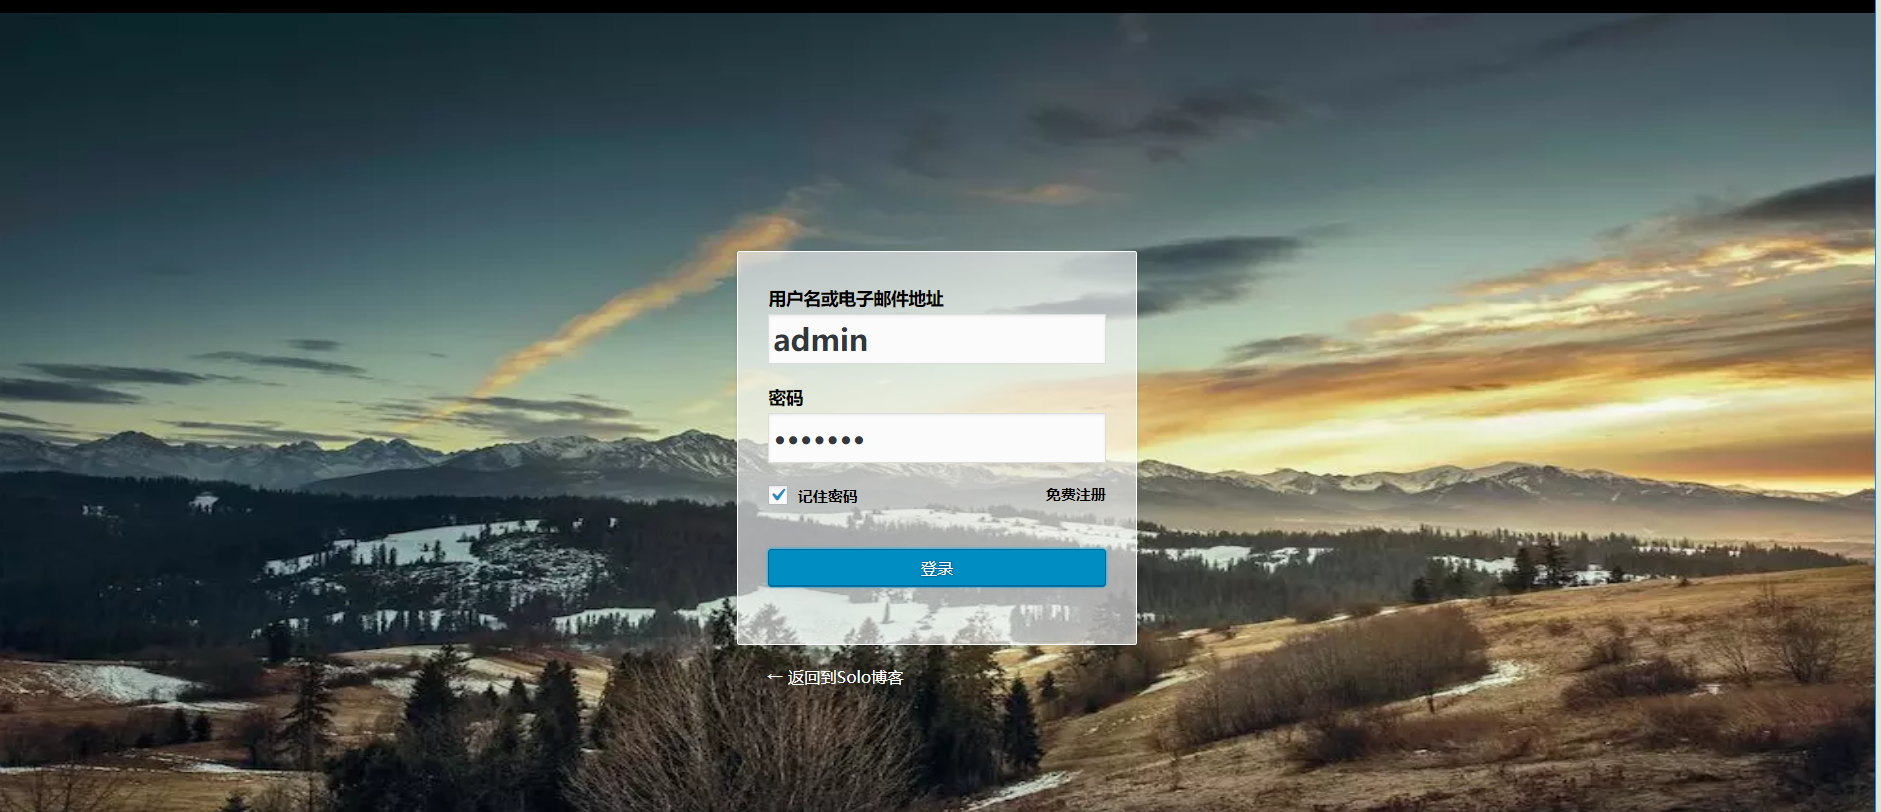 用户名或电子邮件地址
admin
密码
•••••••
记住密码 免费注册
登录
← 返回到Solo博客